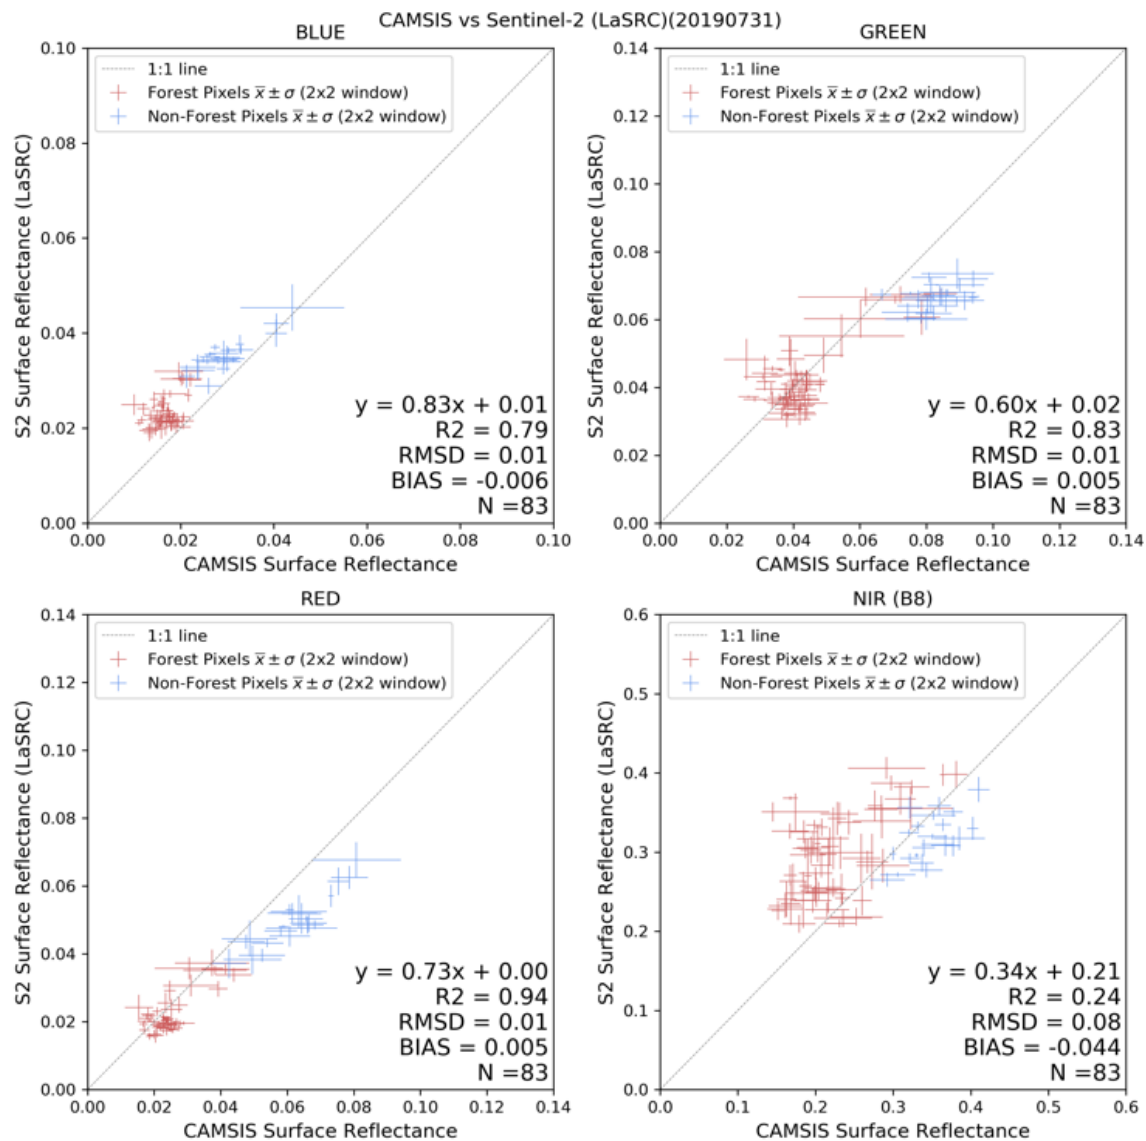 CAMSIS vs Sentinel-2 (LaSRC)(20190731)
BLUE
1:1 line
Forest Pixels x̅ ± σ (2x2 window)
Non-Forest Pixels x̅ ± σ (2x2 window)
S2 Surface Reflectance (LaSRC)
0.10
0.08
0.06
0.04
0.02
0.00
y = 0.83x + 0.01
R2 = 0.79
RMSD = 0.01
BIAS = -0.006
N =83
0.00 0.02 0.04 0.06 0.08 0.10
CAMSIS Surface Reflectance
GREEN
1:1 line
Forest Pixels x̅ ± σ (2x2 window)
Non-Forest Pixels x̅ ± σ (2x2 window)
S2 Surface Reflectance (LaSRC)
0.14
0.12
0.10
0.08
0.06
0.04
0.02
0.00
y = 0.60x + 0.02
R2 = 0.83
RMSD = 0.01
BIAS = 0.005
N =83
0.00 0.02 0.04 0.06 0.08 0.10 0.12 0.14
CAMSIS Surface Reflectance
RED
1:1 line
Forest Pixels x̅ ± σ (2x2 window)
Non-Forest Pixels x̅ ± σ (2x2 window)
S2 Surface Reflectance (LaSRC)
0.14
0.12
0.10
0.08
0.06
0.04
0.02
0.00
y = 0.73x + 0.00
R2 = 0.94
RMSD = 0.01
BIAS = 0.005
N =83
0.00 0.02 0.04 0.06 0.08 0.10 0.12 0.14
CAMSIS Surface Reflectance
NIR (B8)
1:1 line
Forest Pixels x̅ ± σ (2x2 window)
Non-Forest Pixels x̅ ± σ (2x2 window)
S2 Surface Reflectance (LaSRC)
0.6
0.5
0.4
0.3
0.2
0.1
0.0
y = 0.34x + 0.21
R2 = 0.24
RMSD = 0.08
BIAS = -0.044
N =83
0.0 0.1 0.2 0.3 0.4 0.5 0.6
CAMSIS Surface Reflectance